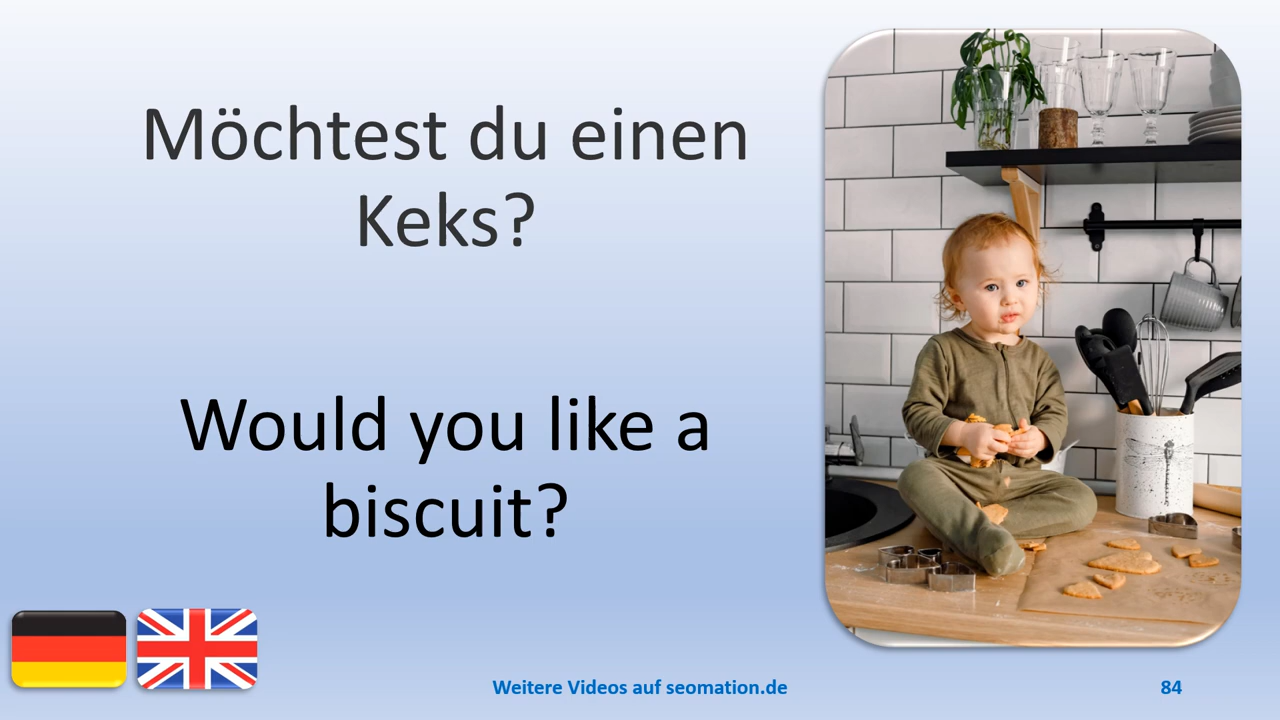 Möchtest du einen
Keks?
Would you like a
biscuit?
Weitere Videos auf seomation.de
84